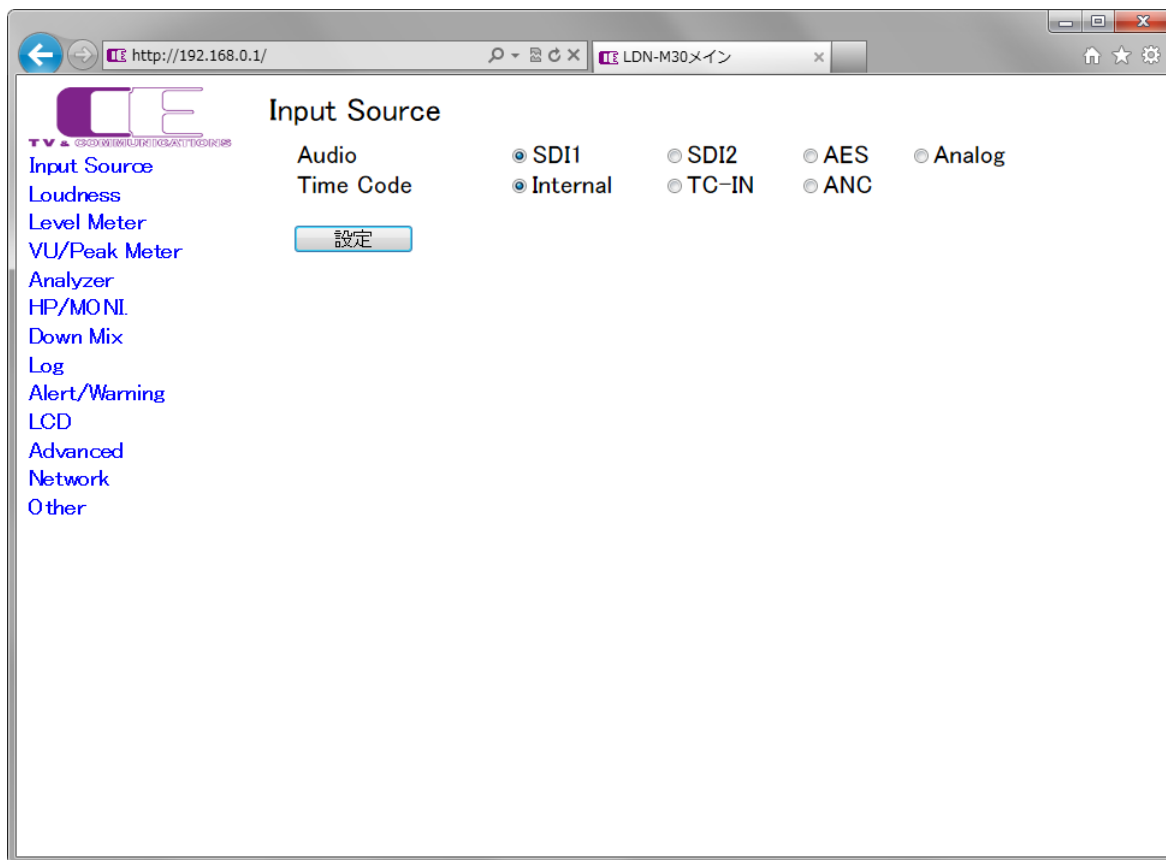 http://192.168.0.1/
LDN-M30メイン
TV & COMMUNICATIONS
Input Source
Loudness
Level Meter
VU/Peak Meter
Analyzer
HP/MONI.
Down Mix
Log
Alert/Warning
LCD
Advanced
Network
Other
Input Source
Audio SDI1 SDI2 AES Analog
Time Code Internal TC-IN ANC
設定